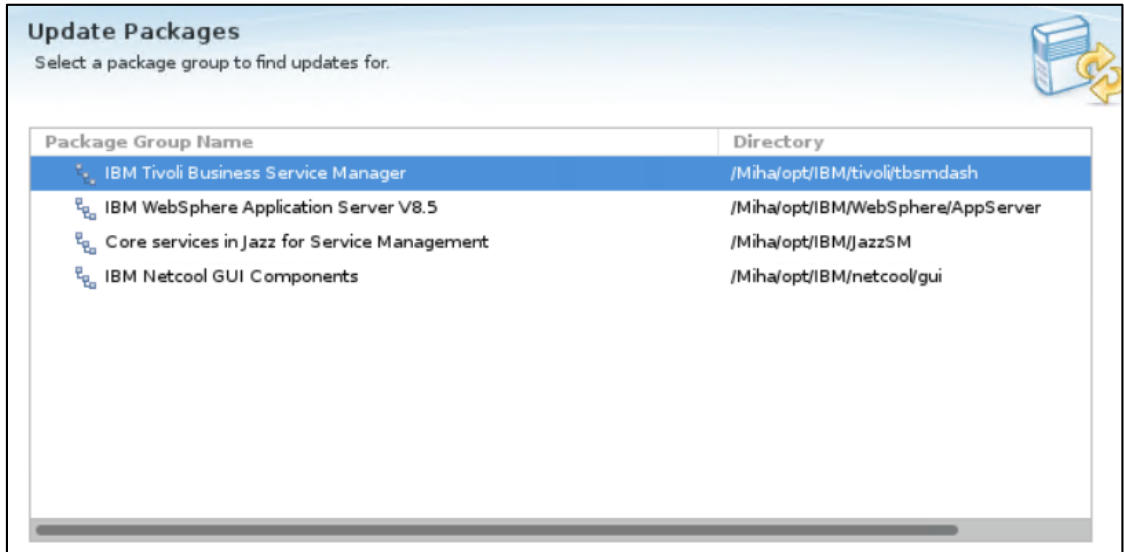 Update Packages
Select a package group to find updates for.
Package Group Name Directory
IBM Tivoli Business Service Manager /Miha/opt/IBM/tivoli/tbsmdash
IBM WebSphere Application Server V8.5 /Miha/opt/IBM/WebSphere/AppServer
Core services in Jazz for Service Management /Miha/opt/IBM/JazzSM
IBM Netcool GUI Components /Miha/opt/IBM/netcool/gui